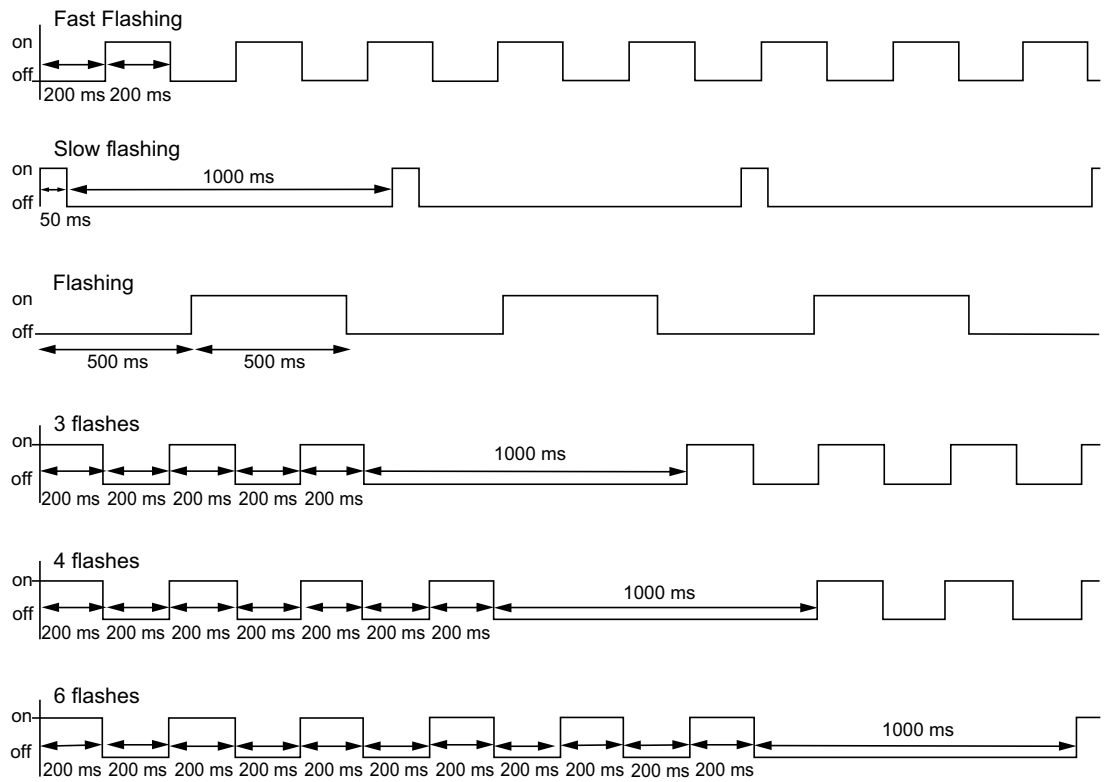 Fast Flashing
on
off
200 ms 200 ms
Slow flashing
on
1000 ms
off
50 ms
Flashing
on
off
500 ms 500 ms
3 flashes
on
1000 ms
off
200 ms 200 ms 200 ms 200 ms 200 ms
4 flashes
on
1000 ms
off
200 ms 200 ms 200 ms 200 ms 200 ms 200 ms 200 ms
6 flashes
on
1000 ms
off
200 ms 200 ms 200 ms 200 ms 200 ms 200 ms 200 ms 200 ms 200 ms 200 ms 200 ms